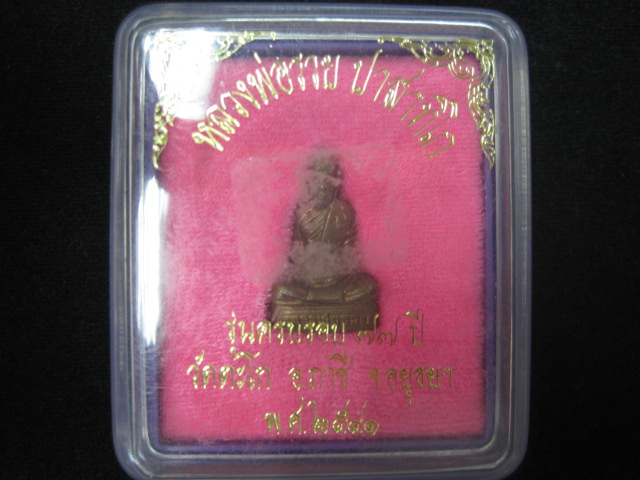 หลวงพ่อรวย ปาสาทิโก
รุ่นครบรอบ ๗๗ ปี
วัดตะโก อ.ภาชี จ.อยุธยา
พ.ศ.๒๕๔๑